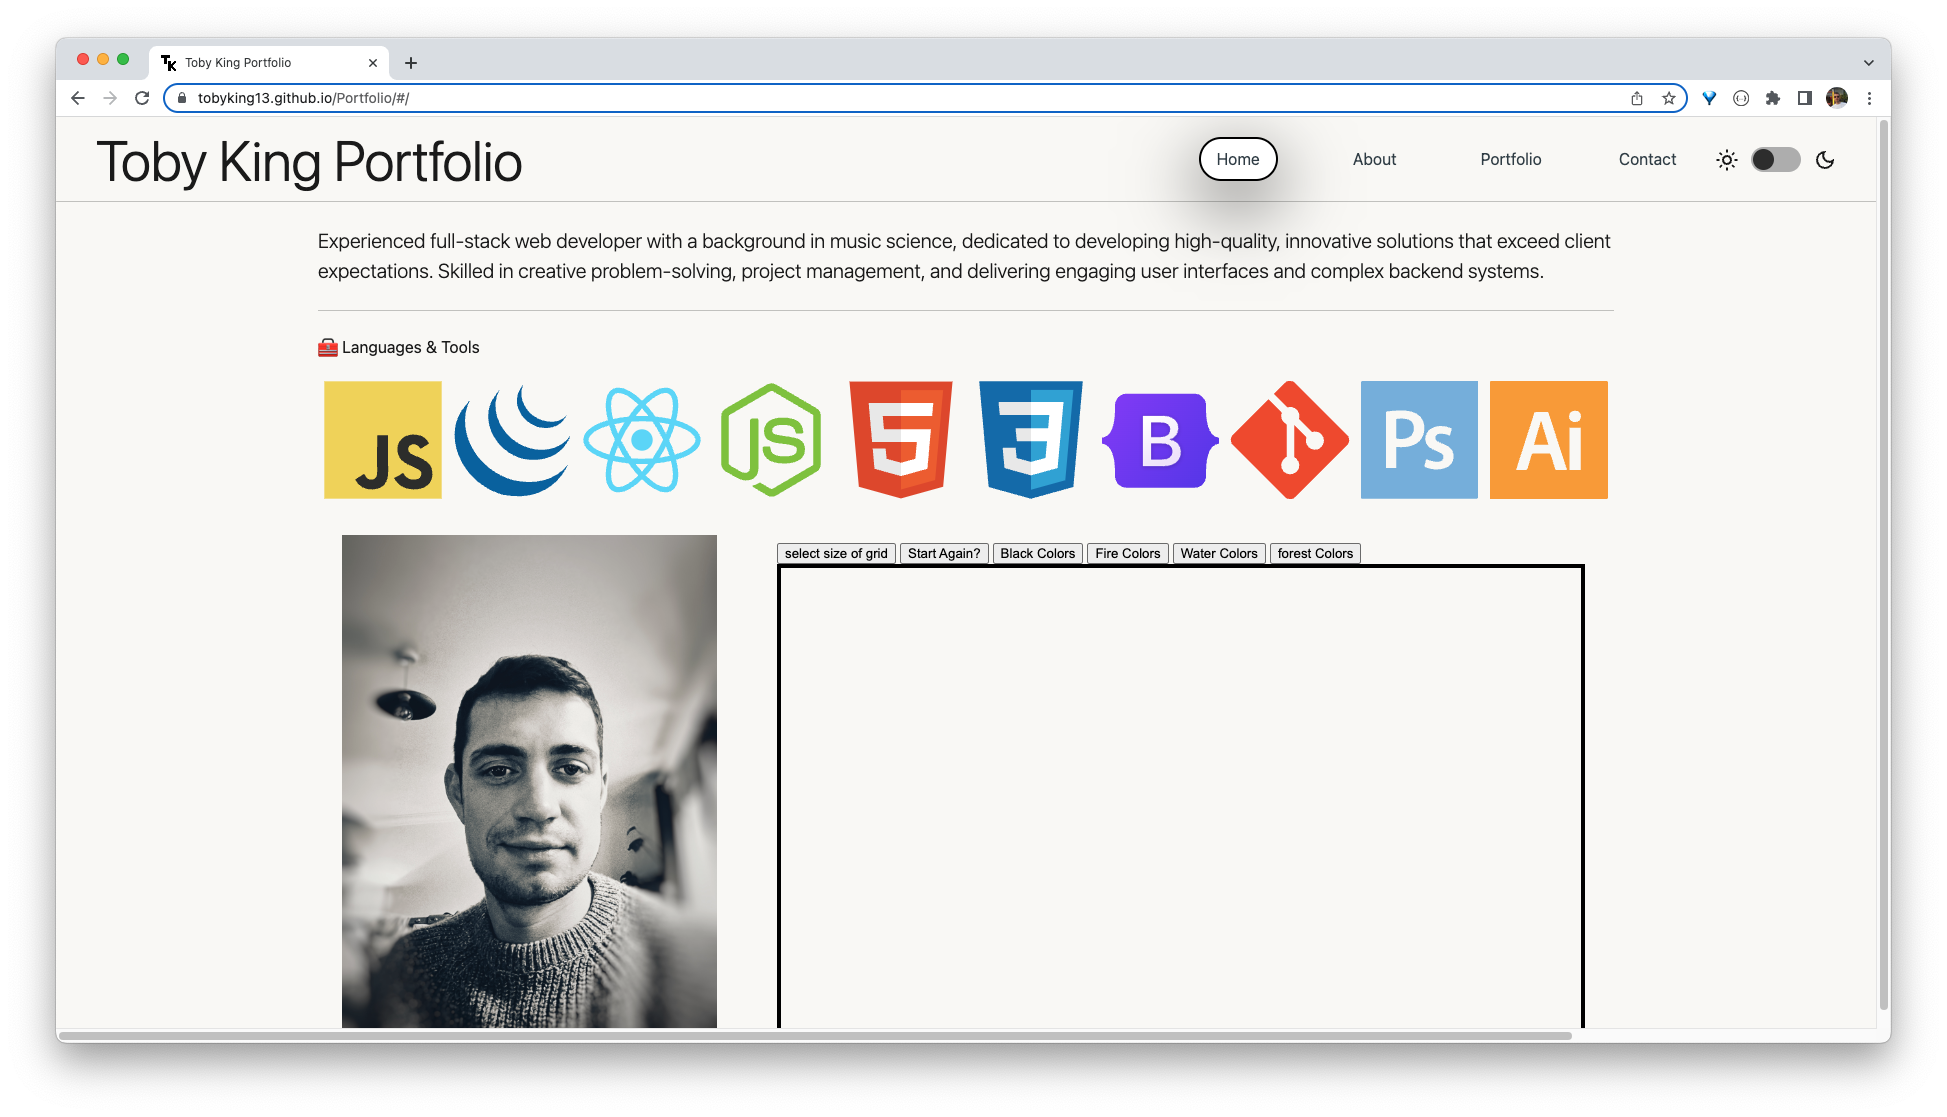 Toby King Portfolio
tobyking13.github.io/Portfolio/#/
Toby King Portfolio
Home
About
Portfolio
Contact
Experienced full-stack web developer with a background in music science, dedicated to developing high-quality, innovative solutions that exceed client
expectations. Skilled in creative problem-solving, project management, and delivering engaging user interfaces and complex backend systems.
🧰 Languages & Tools
JS
JS
5
3
B
Ps
Ai
select size of grid
Start Again?
Black Colors
Fire Colors
Water Colors
forest Colors